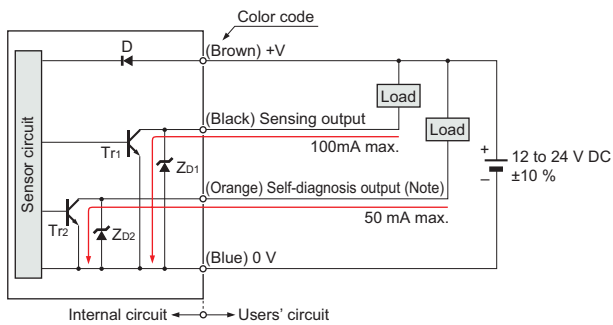 Color code
D
(Brown) +V
Load
(Black) Sensing output
Load
100mA max.
Sensor circuit
Tr1
ZD1
12 to 24 V DC
±10 %
+
–
(Orange) Self-diagnosis output (Note)
50 mA max.
Tr2
ZD2
(Blue) 0 V
Internal circuit
Users' circuit